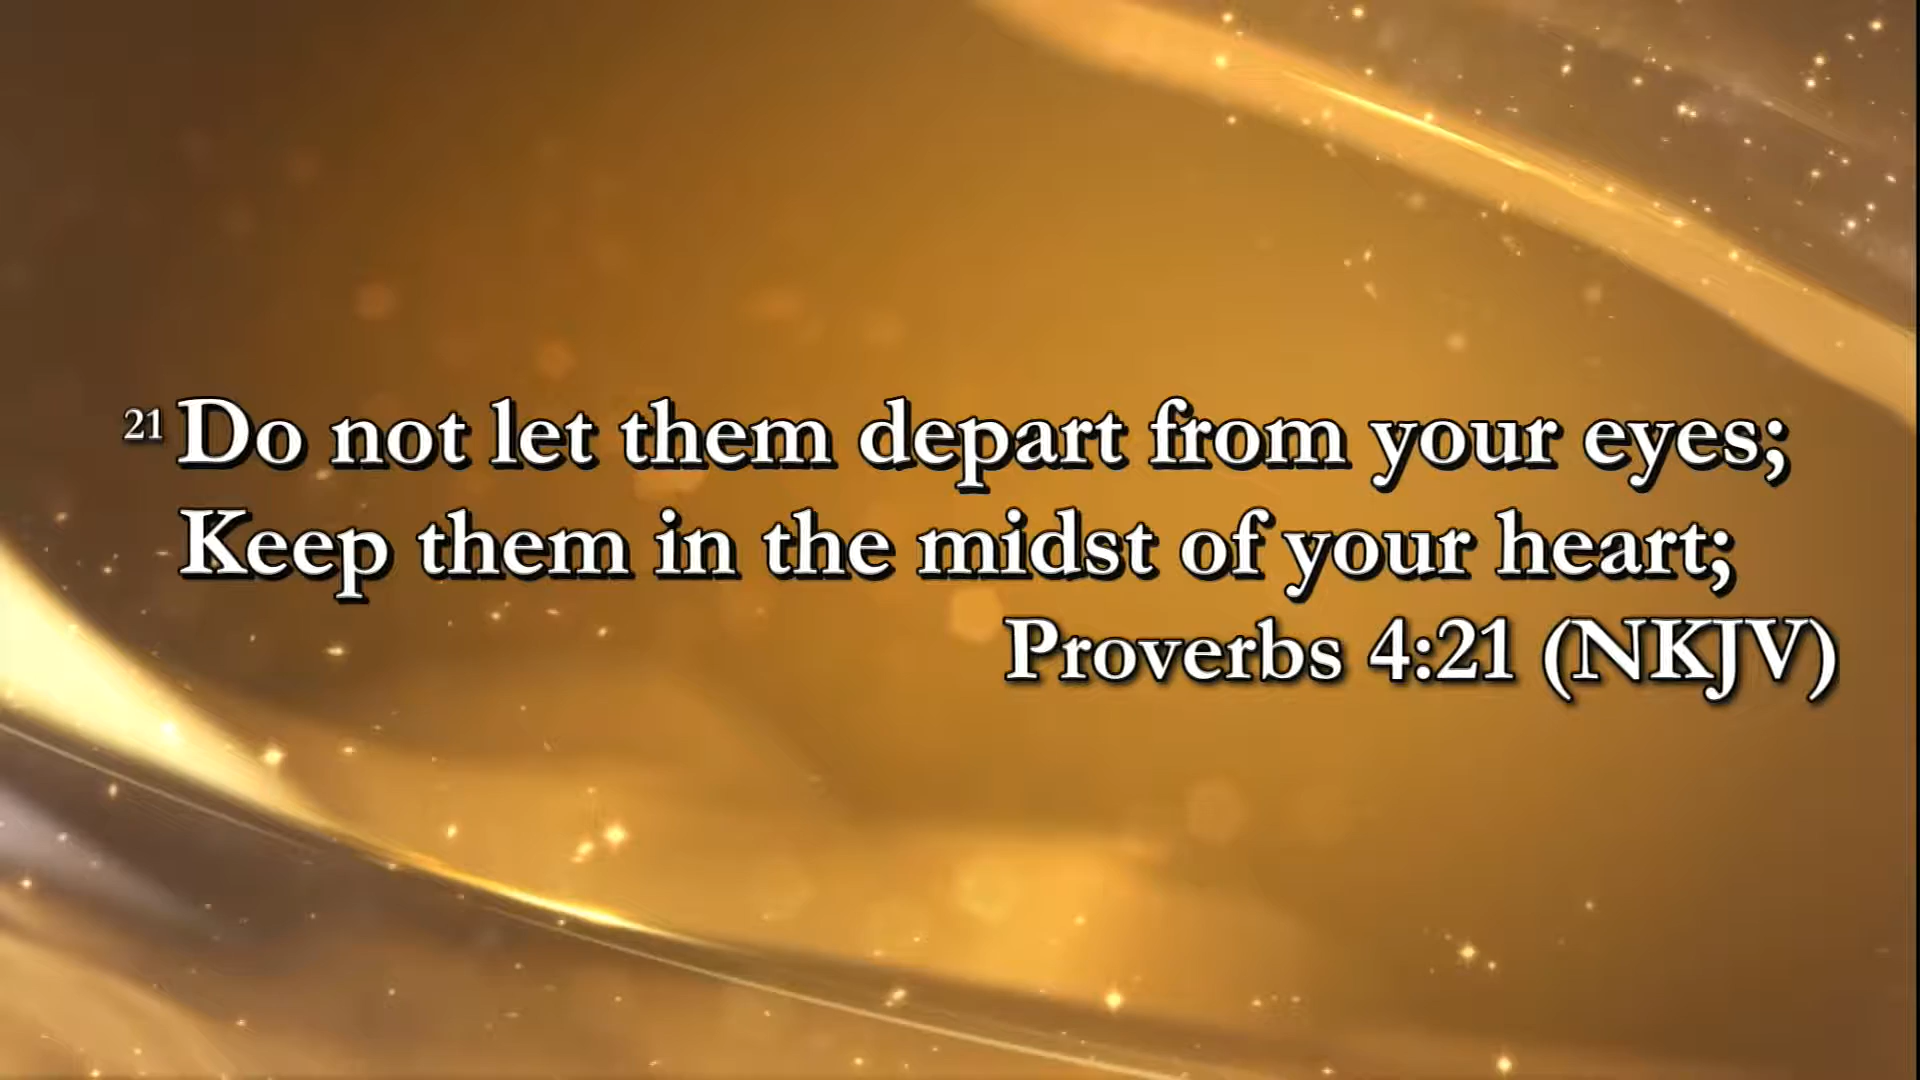 21 Do not let them depart from your eyes;
Keep them in the midst of your heart;
Proverbs 4:21 (NKJV)